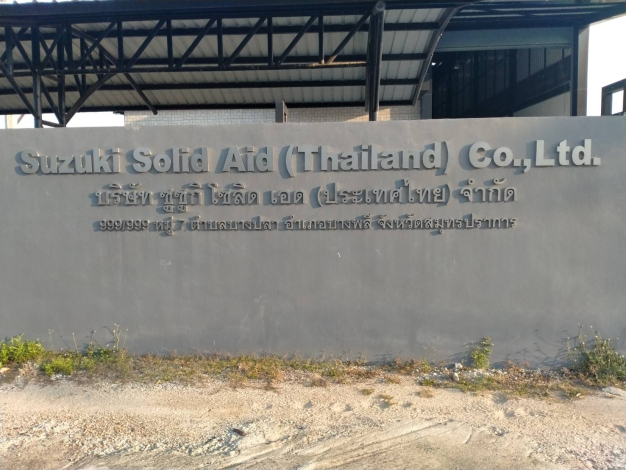 Suzuki Solid Aid (Thailand) Co.,Ltd.
บริษัท ซูซูกิ โซลิด เอด (ประเทศไทย) จำกัด
999/999 หมู่ 7 ตำบลบางปลา อำเภอบางพลี จังหวัดสมุทรปราการ